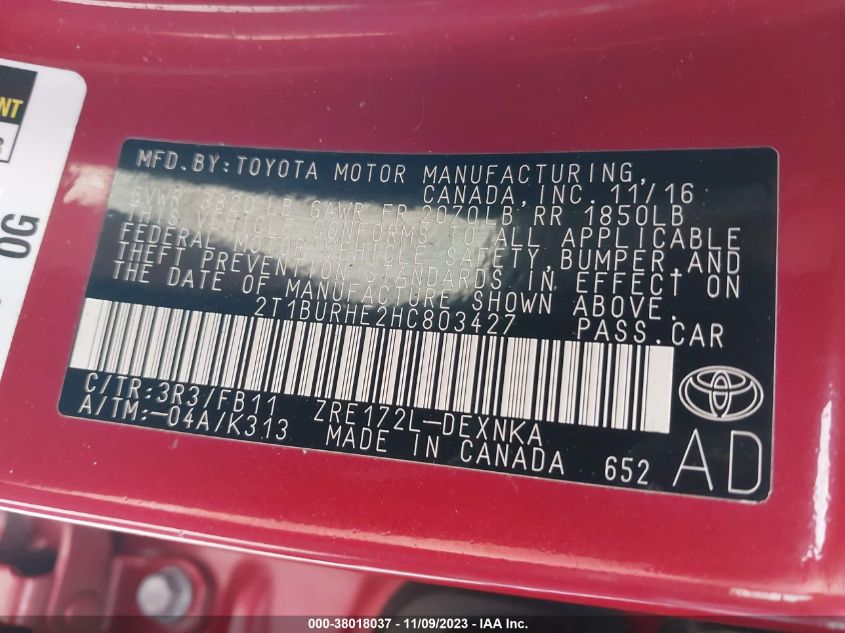 NT
R
OG
MFD.BY:TOYOTA MOTOR MANUFACTURING,
CANADA,INC. 11/16
GVWR 3820LB GAWR FR 2070LB RR 1850LB
THIS VEHICLE CONFORMS TO ALL APPLICABLE
FEDERAL MOTOR VEHICLE SAFETY, BUMPER, AND
THEFT PREVENTION STANDARDS IN EFFECT ON
THE DATE OF MANUFACTURE SHOWN ABOVE.
2T1BURHE2HC803427 PASS.CAR
C/TR:3R3/FB11 ZRE172L-DEXNKA
A/TM:-04A/K313 MADE IN CANADA 652
AD
000-38018037 - 11/09/2023 - IAA Inc.